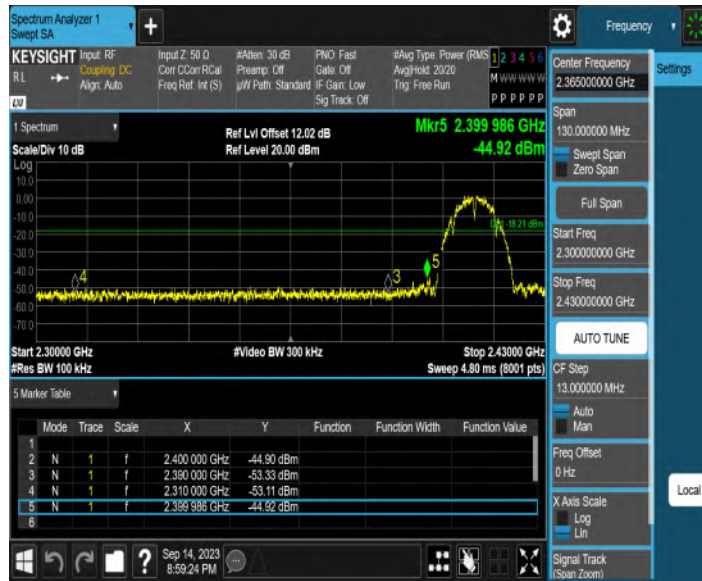 Spectrum Analyzer 1
Swept SA
Frequency
Settings
KEYSIGHT
RL
Input: RF
Coupling: DC
Align: Auto
Input Z: 50 Ω
Corr CCorr RCal
Freq Ref: Int (S)
#Atten: 30 dB
Preamp: Off
µW Path: Standard
PNO: Fast
Gate: Off
IF Gain: Low
Sig Track: Off
#Avg Type: Power (RMS
Avg|Hold: 20/20
Trig: Free Run
1 2 3 4 5 6
M W W W W W
P P P P P P
LXI
1 Spectrum
Scale/Div 10 dB
Ref Lvl Offset 12.02 dB
Ref Level 20.00 dBm
Mkr5 2.399 986 GHz
-44.92 dBm
Log
10.0
0.00
-10.0
-20.0
-30.0
-40.0
-50.0
-60.0
-70.0
-18.21 dBm
4
3
5
Start 2.30000 GHz
#Video BW 300 kHz
Stop 2.43000 GHz
#Res BW 100 kHz
Sweep 4.80 ms (8001 pts)
5 Marker Table
Mode Trace Scale X Y Function Function Width Function Value
1
2 N 1 f 2.400 000 GHz -44.90 dBm
3 N 1 f 2.390 000 GHz -53.33 dBm
4 N 1 f 2.310 000 GHz -53.11 dBm
5 N 1 f 2.399 986 GHz -44.92 dBm
6
Sep 14, 2023
8:59:24 PM
Center Frequency
2.365000000 GHz
Span
130.000000 MHz
Swept Span
Zero Span
Full Span
Start Freq
2.300000000 GHz
Stop Freq
2.430000000 GHz
AUTO TUNE
CF Step
13.000000 MHz
Auto
Man
Freq Offset
0 Hz
X Axis Scale
Log
Lin
Signal Track
(Span Zoom)
Local